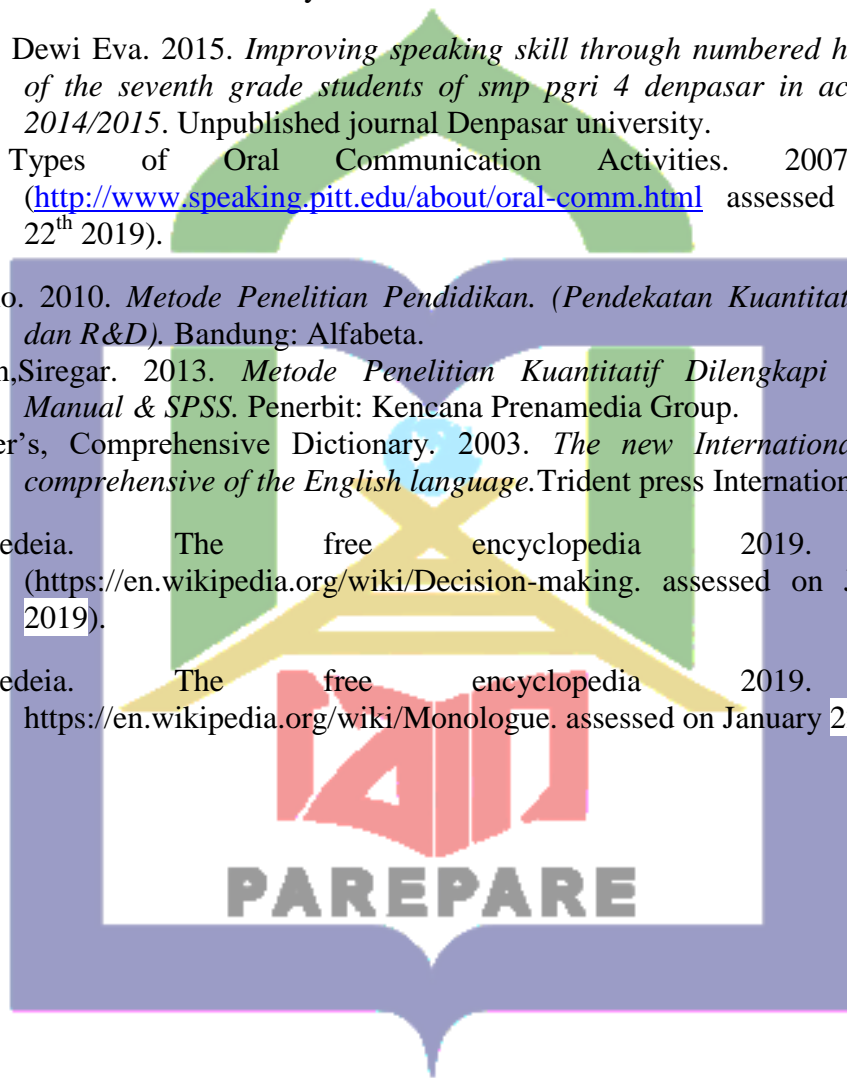 Dewi Eva. 2015. Improving speaking skill through numbered h
of the seventh grade students of smp pgri 4 denpasar in ac
2014/2015. Unpublished journal Denpasar university.
Types of Oral Communication Activities. 2007
(http://www.speaking.pitt.edu/about/oral-comm.html assessed
22th 2019).
o. 2010. Metode Penelitian Pendidikan. (Pendekatan Kuantitat
dan R&D). Bandung: Alfabeta.
n,Siregar. 2013. Metode Penelitian Kuantitatif Dilengkapi
Manual & SPSS. Penerbit: Kencana Prenamedia Group.
er's, Comprehensive Dictionary. 2003. The new Internationa
comprehensive of the English language.Trident press Internation
edeia. The free encyclopedia 2019.
(https://en.wikipedia.org/wiki/Decision-making. assessed on J
2019).
edeia. The free encyclopedia 2019.
https://en.wikipedia.org/wiki/Monologue. assessed on January 2
iain
PAREPARE